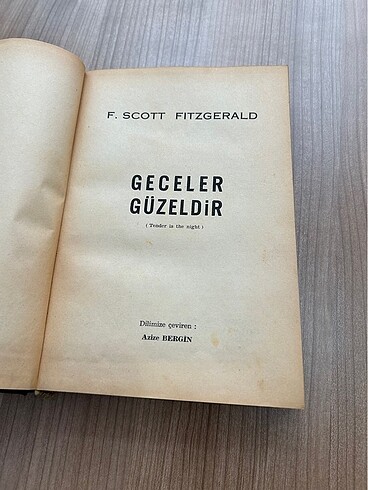 F. SCOTT FITZGERALD
GECELER
GÜZELDİR
( Tender is the night )
Dilimize çeviren :
Azize BERGİN